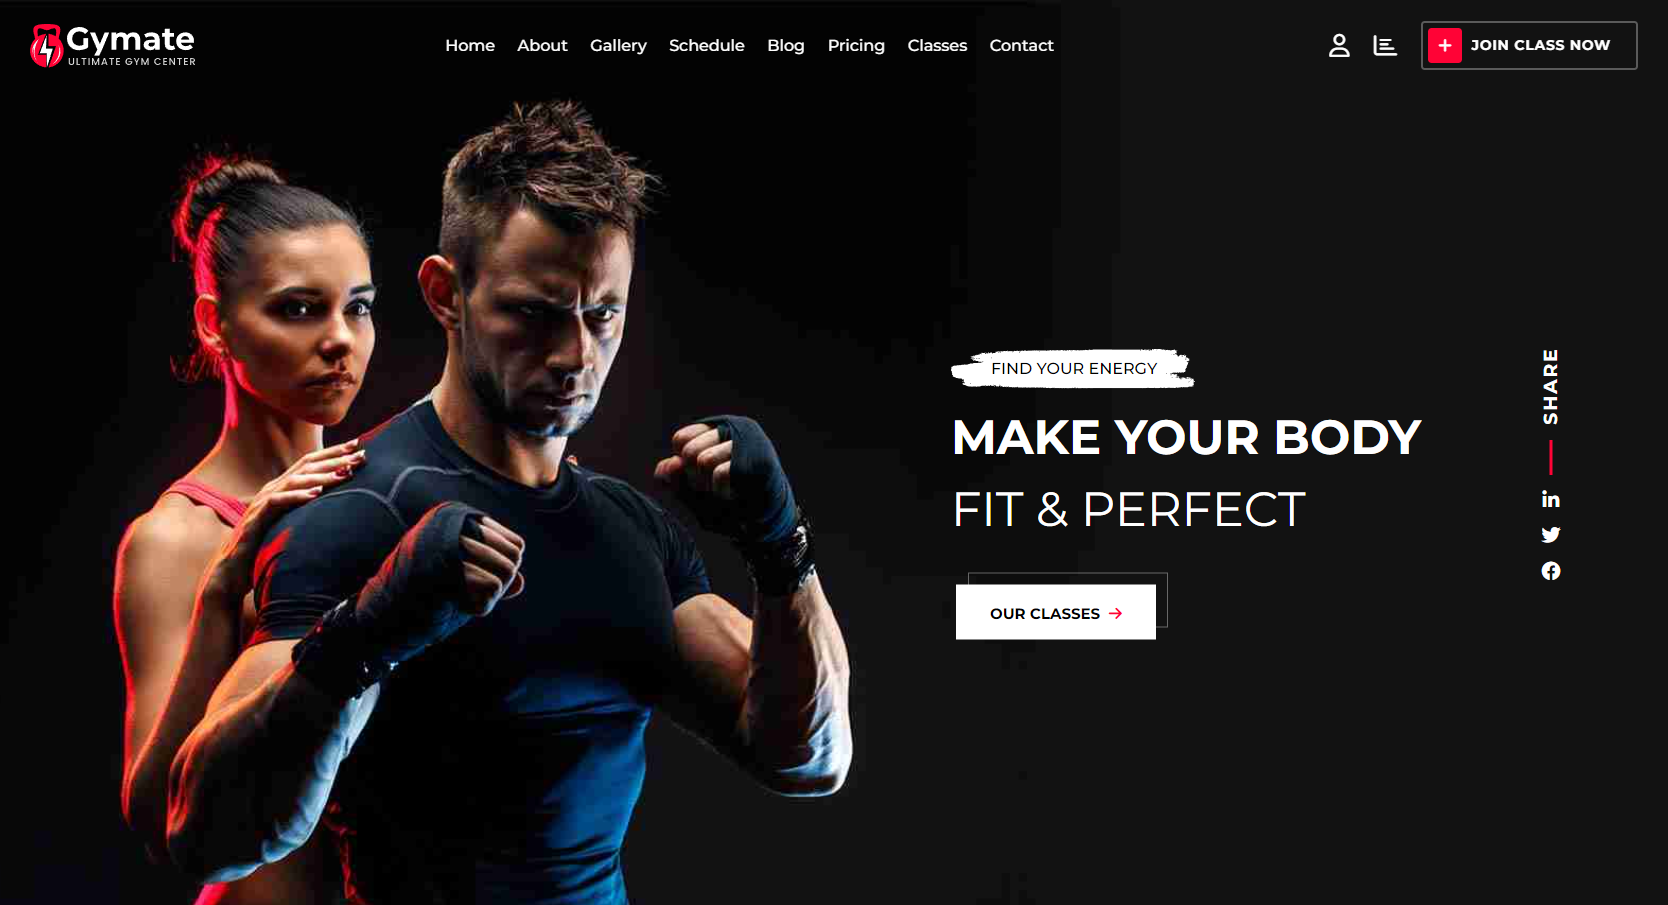 Gymate
ULTIMATE GYM CENTER
Home About Gallery Schedule Blog Pricing Classes Contact
JOIN CLASS NOW
FIND YOUR ENERGY
MAKE YOUR BODY
FIT & PERFECT
OUR CLASSES
SHARE